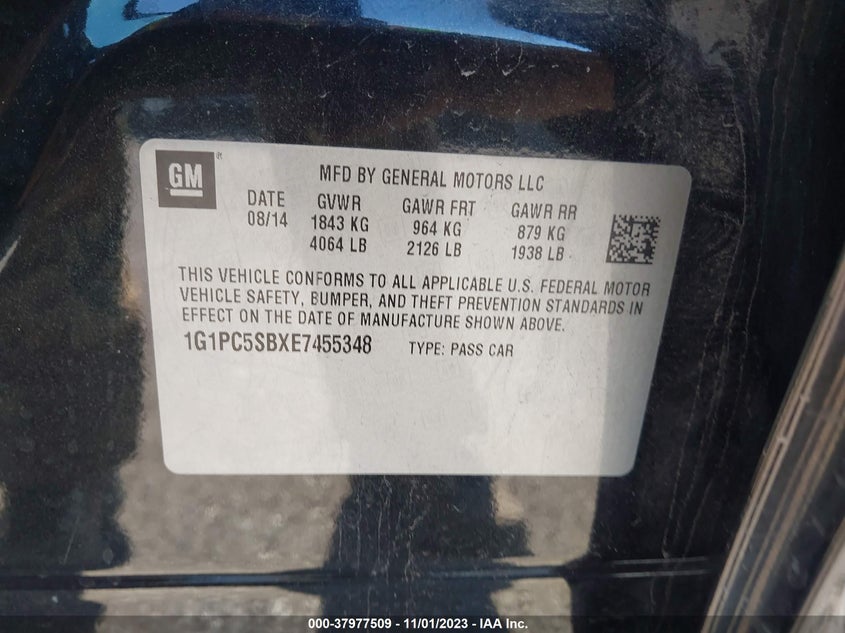 GM
MFD BY GENERAL MOTORS LLC
DATE GVWR GAWR FRT GAWR RR
08/14 1843 KG 964 KG 879 KG
4064 LB 2126 LB 1938 LB
THIS VEHICLE CONFORMS TO ALL APPLICABLE U.S. FEDERAL MOTOR
VEHICLE SAFETY, BUMPER, AND THEFT PREVENTION STANDARDS IN
EFFECT ON THE DATE OF MANUFACTURE SHOWN ABOVE.
1G1PC5SBXE7455348 TYPE: PASS CAR
000-37977509 - 11/01/2023 - IAA Inc.